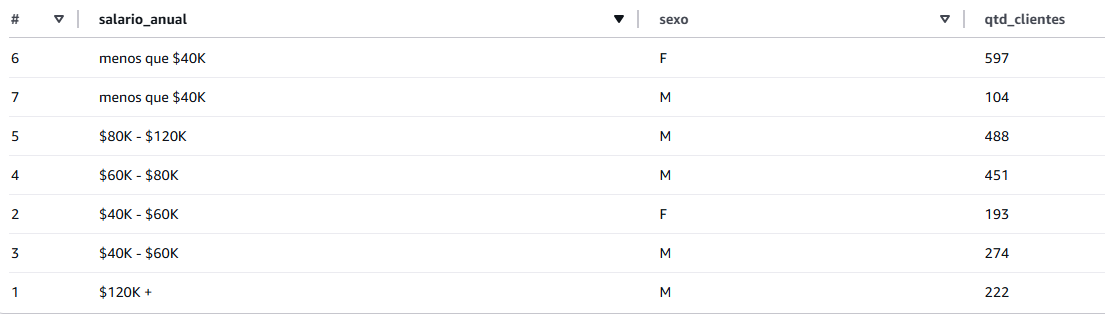 # salario_anual sexo qtd_clientes
6 menos que $40K F 597
7 menos que $40K M 104
5 $80K - $120K M 488
4 $60K - $80K M 451
2 $40K - $60K F 193
3 $40K - $60K M 274
1 $120K + M 222